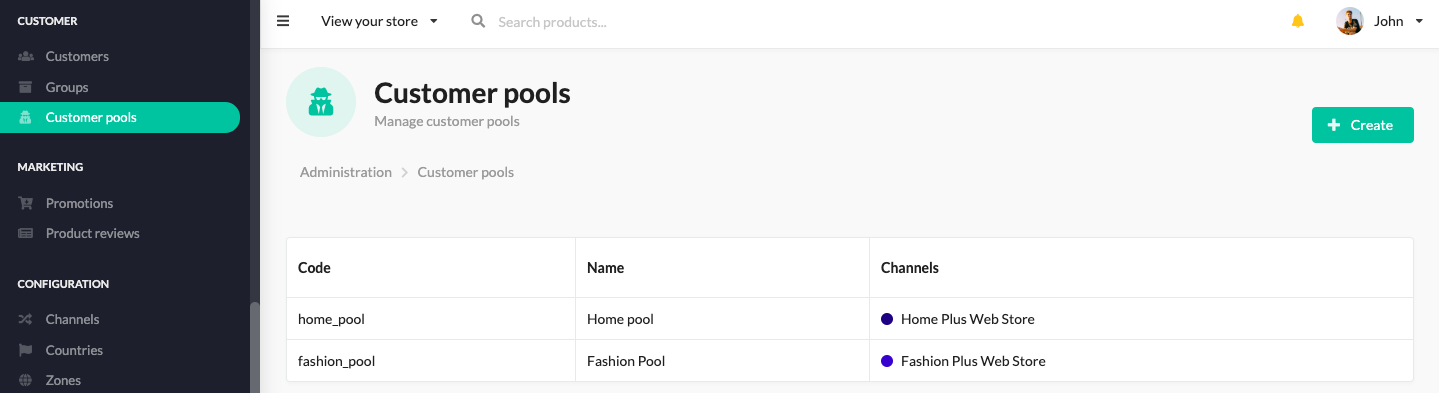 CUSTOMER
Customers
Groups
Customer pools
MARKETING
Promotions
Product reviews
CONFIGURATION
Channels
Countries
Zones
View your store
Search products...
John
Customer pools
Manage customer pools
Create
Administration Customer pools
Code Name Channels
home_pool Home pool Home Plus Web Store
fashion_pool Fashion Pool Fashion Plus Web Store